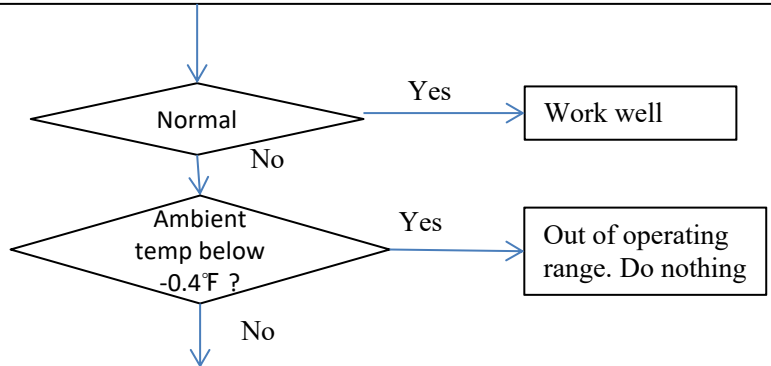 Yes
Normal
Work well
No
Ambient
temp below
-0.4℉ ?
Yes
Out of operating
range. Do nothing
No